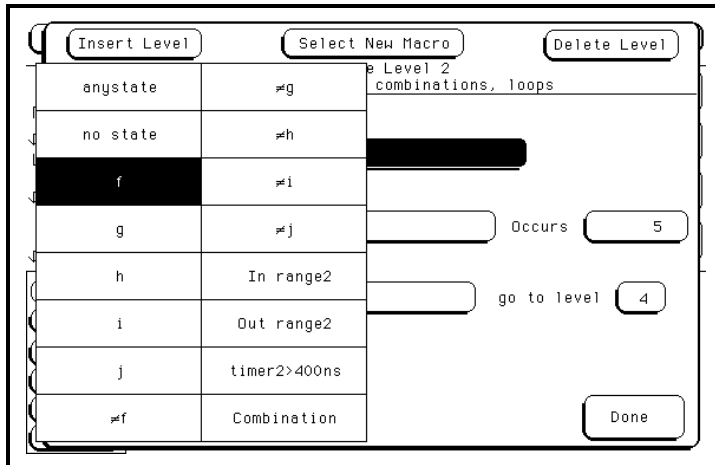 Insert Level Select New Macro Delete Level
e Level 2
combinations, loops
anystate ≠g
no state ≠h
f ≠i
g ≠j
Occurs 5
h In range2
go to level 4
i Out range2
j timer2>400ns
≠f Combination
Done